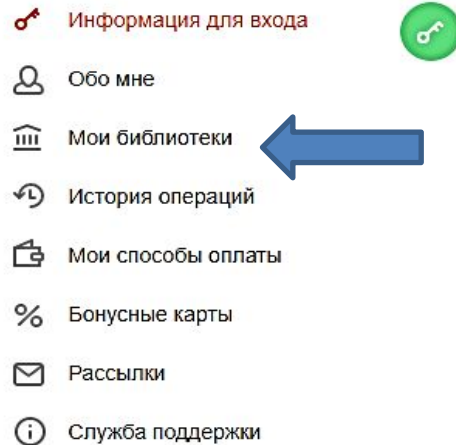 Информация для входа
Обо мне
Мои библиотеки
История операций
Мои способы оплаты
Бонусные карты
Рассылки
Служба поддержки